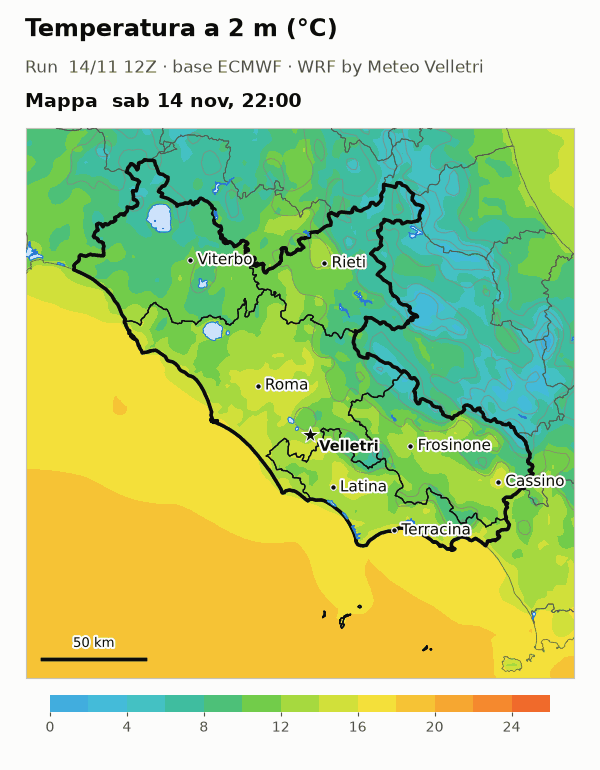 Temperatura a 2 m (°C)
Run  14/11 12Z · base ECMWF · WRF by Meteo Velletri
Mappa  sab 14 nov, 22:00
Viterbo
Rieti
Roma
Velletri
Frosinone
Cassino
Latina
Terracina
50 km
0 4 8 12 16 20 24